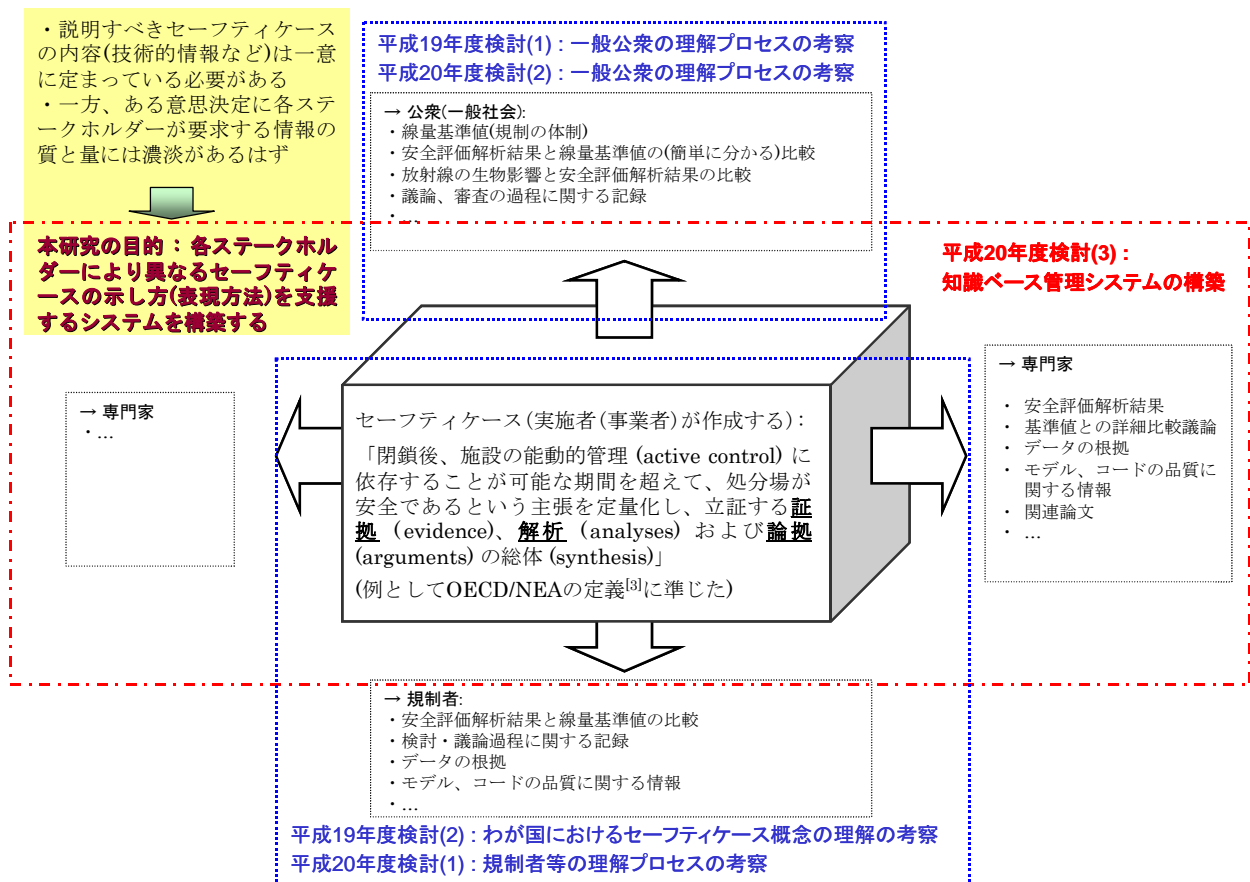 ・説明すべきセーフティケース
の内容(技術的情報など)は一意
に定まっている必要がある
・一方、ある意思決定に各ステ
ークホルダーが要求する情報の
質と量には濃淡があるはず
本研究の目的：各ステークホル
ダーにより異なるセーフティケ
ースの示し方(表現方法)を支援
するシステムを構築する
平成19年度検討(1)：一般公衆の理解プロセスの考察
平成20年度検討(2)：一般公衆の理解プロセスの考察
→ 公衆(一般社会):
・線量基準値(規制の体制)
・安全評価解析結果と線量基準値の(簡単に分かる)比較
・放射線の生物影響と安全評価解析結果の比較
・議論、審査の過程に関する記録
・…
平成20年度検討(3)：
知識ベース管理システムの構築
→ 専門家
・…
セーフティケース(実施者(事業者)が作成する)：
「閉鎖後、施設の能動的管理 (active control) に
依存することが可能な期間を超えて、処分場が
安全であるという主張を定量化し、立証する証
拠 (evidence)、解析 (analyses) および論拠
(arguments) の総体 (synthesis)」
(例としてOECD/NEAの定義[3]に準じた)
→ 専門家
・ 安全評価解析結果
・ 基準値との詳細比較議論
・ データの根拠
・ モデル、コードの品質に
関する情報
・ 関連論文
・ …
→ 規制者:
・安全評価解析結果と線量基準値の比較
・検討・議論過程に関する記録
・データの根拠
・モデル、コードの品質に関する情報
・…
平成19年度検討(2)：わが国におけるセーフティケース概念の理解の考察
平成20年度検討(1)：規制者等の理解プロセスの考察